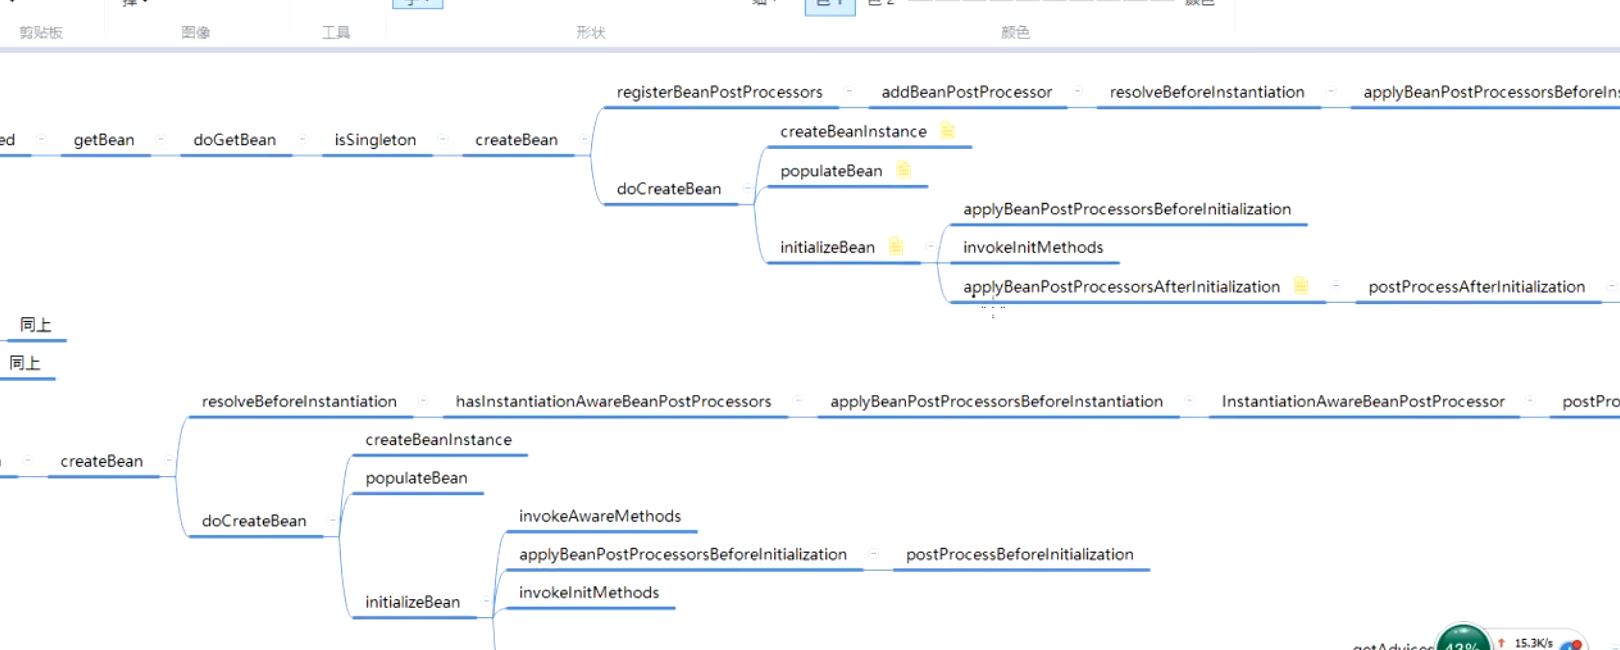 剪贴板 图像 工具 形状 颜色
registerBeanPostProcessors addBeanPostProcessor resolveBeforeInstantiation applyBeanPostProcessorsBeforeIns
createBeanInstance
ed getBean doGetBean isSingleton createBean
populateBean
doCreateBean
applyBeanPostProcessorsBeforeInitialization
initializeBean invokeInitMethods
applyBeanPostProcessorsAfterInitialization postProcessAfterInitialization
同上
同上
resolveBeforeInstantiation hasInstantiationAwareBeanPostProcessors applyBeanPostProcessorsBeforeInstantiation InstantiationAwareBeanPostProcessor postPro
createBeanInstance
createBean
populateBean
invokeAwareMethods
doCreateBean
applyBeanPostProcessorsBeforeInitialization postProcessBeforeInitialization
invokeInitMethods
initializeBean
43% 15.3K/s